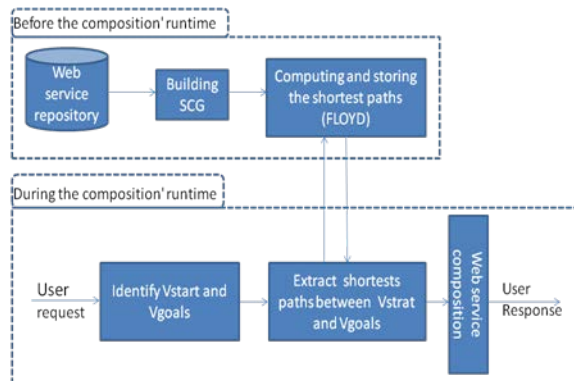 Before the composition' runtime
Web
service
repository
Building
SCG
Computing and storing
the shortest paths
(FLOYD)
During the composition' runtime
User
request
Identify Vstart and
Vgoals
Extract shortests
paths between Vstrat
and Vgoals
Web service
composition
User
Response